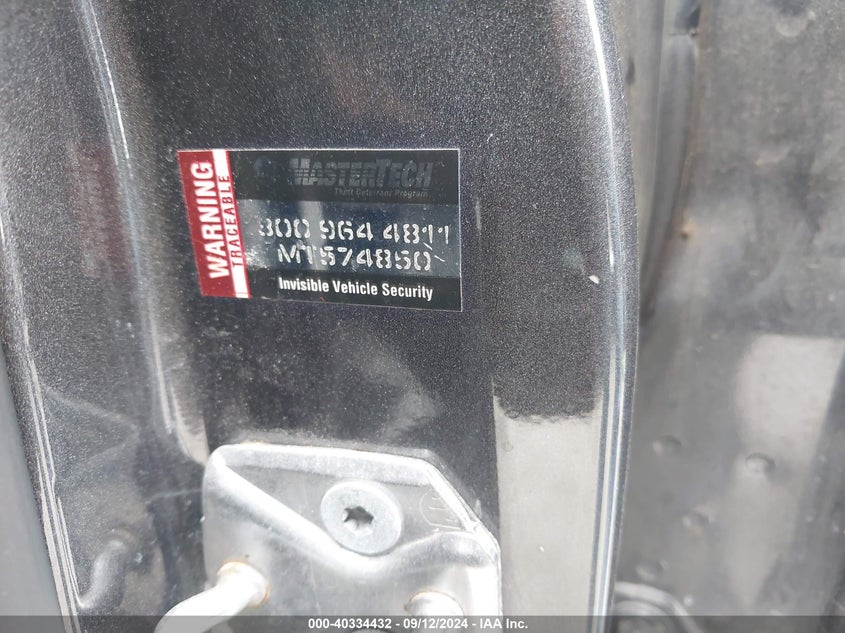 WARNING
TRACEABLE
MASTERTECH
Theft Deterrent Program
800 964 4811
MT574850
Invisible Vehicle Security
000-40334432 - 09/12/2024 - IAA Inc.